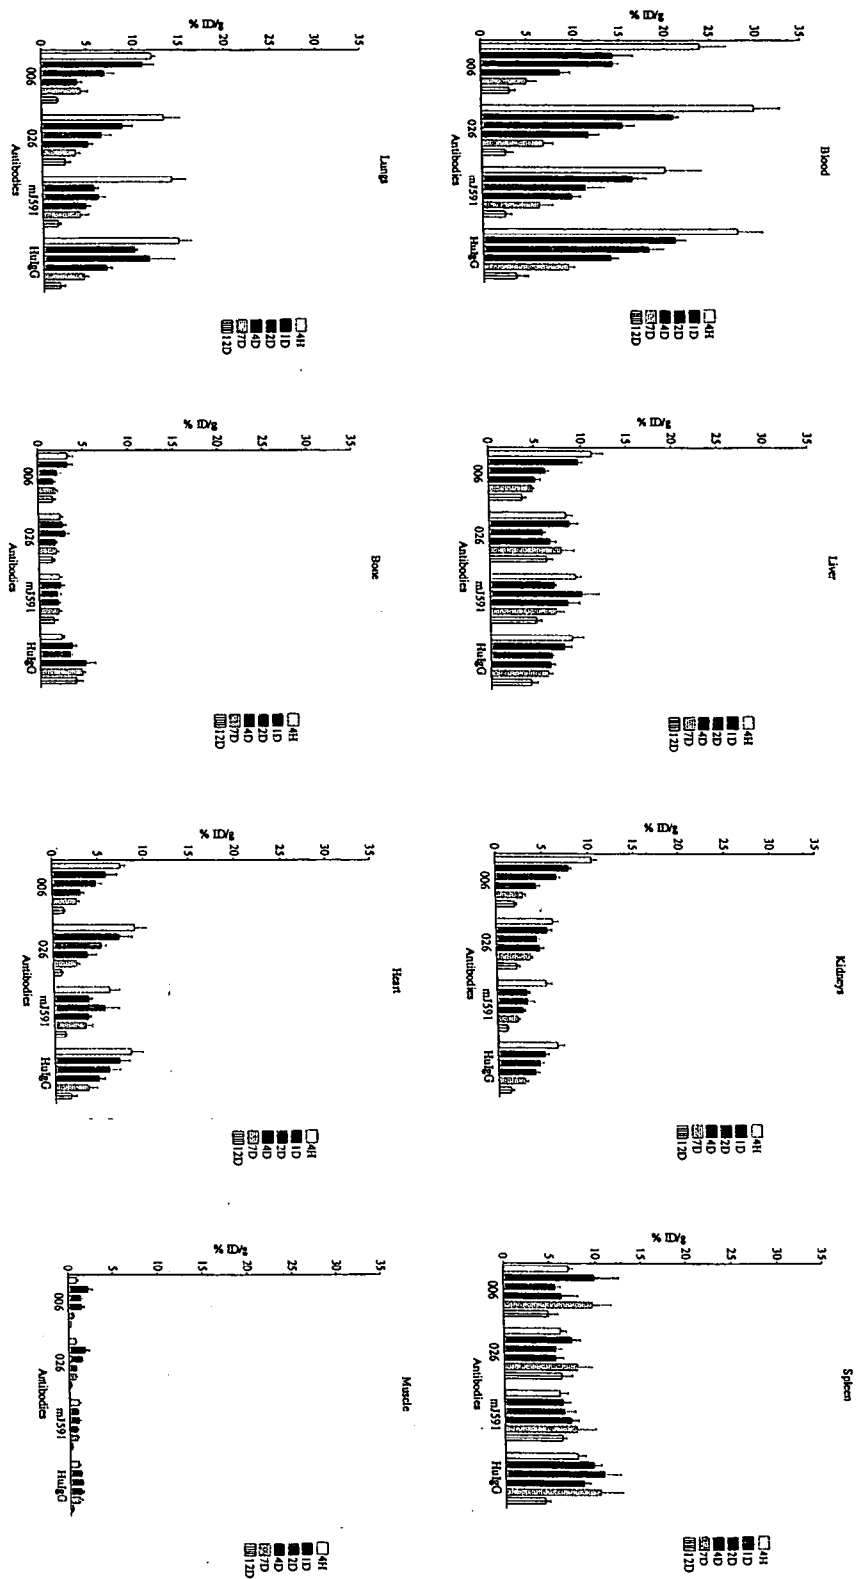 Blood
% ID/g
35
30
25
20
15
10
5
0
006
026
mJ591
HuIgG
Antibodies
4H
1D
2D
4D
7D
12D
Liver
% ID/g
35
30
25
20
15
10
5
0
006
026
mJ591
HuIgG
Antibodies
4H
1D
2D
4D
7D
12D
Kidneys
% ID/g
35
30
25
20
15
10
5
0
006
026
mJ591
HuIgG
Antibodies
4H
1D
2D
4D
7D
12D
Spleen
% ID/g
35
30
25
20
15
10
5
0
006
026
mJ591
HuIgG
Antibodies
4H
1D
2D
4D
7D
12D
Lungs
% ID/g
35
30
25
20
15
10
5
0
006
026
mJ591
HuIgG
Antibodies
4H
1D
2D
4D
7D
12D
Bone
% ID/g
35
30
25
20
15
10
5
0
006
026
mJ591
HuIgG
Antibodies
4H
1D
2D
4D
7D
12D
Heart
% ID/g
35
30
25
20
15
10
5
0
006
026
mJ591
HuIgG
Antibodies
4H
1D
2D
4D
7D
12D
Muscle
% ID/g
35
30
25
20
15
10
5
0
006
026
mJ591
HuIgG
Antibodies
4H
1D
2D
4D
7D
12D